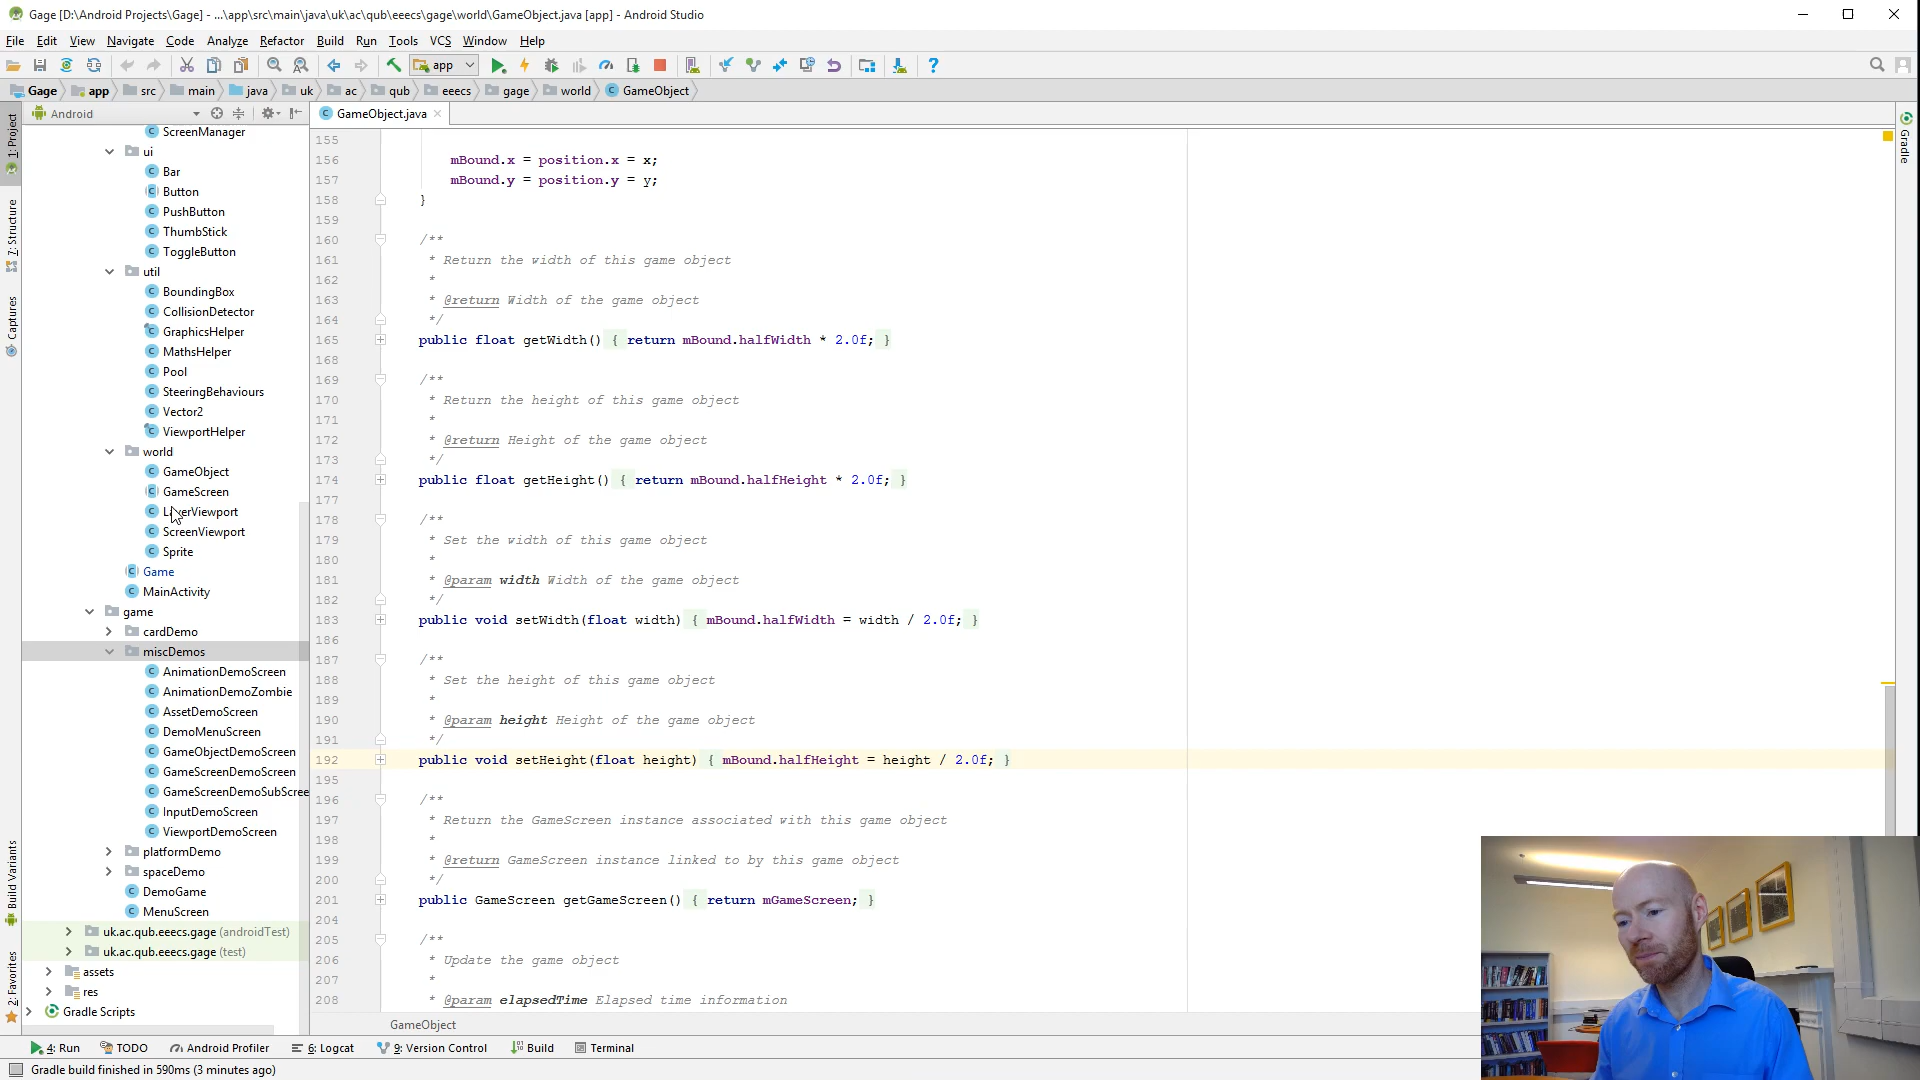 Gage [D:\Android Projects\Gage] - ...\app\src\main\java\uk\ac\qub\eeecs\gage\world\GameObject.java [app] - Android Studio
File Edit View Navigate Code Analyze Refactor Build Run Tools VCS Window Help
app
Gage app src main java uk ac qub eeecs gage world GameObject
Android
GameObject.java
1: Project
7: Structure
Captures
Build Variants
2: Favorites
Gradle
ScreenManager
ui
Bar
Button
PushButton
ThumbStick
ToggleButton
util
BoundingBox
CollisionDetector
GraphicsHelper
MathsHelper
Pool
SteeringBehaviours
Vector2
ViewportHelper
world
GameObject
GameScreen
LayerViewport
ScreenViewport
Sprite
Game
MainActivity
game
cardDemo
miscDemos
AnimationDemoScreen
AnimationDemoZombie
AssetDemoScreen
DemoMenuScreen
GameObjectDemoScreen
GameScreenDemoScreen
GameScreenDemoSubScree
InputDemoScreen
ViewportDemoScreen
platformDemo
spaceDemo
DemoGame
MenuScreen
uk.ac.qub.eeecs.gage (androidTest)
uk.ac.qub.eeecs.gage (test)
assets
res
Gradle Scripts
155
156 mBound.x = position.x = x;
157 mBound.y = position.y = y;
158 }
159
160 /**
161 * Return the width of this game object
162 *
163 * @return Width of the game object
164 */
165 public float getWidth() { return mBound.halfWidth * 2.0f; }
168
169 /**
170 * Return the height of this game object
171 *
172 * @return Height of the game object
173 */
174 public float getHeight() { return mBound.halfHeight * 2.0f; }
177
178 /**
179 * Set the width of this game object
180 *
181 * @param width Width of the game object
182 */
183 public void setWidth(float width) { mBound.halfWidth = width / 2.0f; }
186
187 /**
188 * Set the height of this game object
189 *
190 * @param height Height of the game object
191 */
192 public void setHeight(float height) { mBound.halfHeight = height / 2.0f; }
195
196 /**
197 * Return the GameScreen instance associated with this game object
198 *
199 * @return GameScreen instance linked to by this game object
200 */
201 public GameScreen getGameScreen() { return mGameScreen; }
204
205 /**
206 * Update the game object
207 *
208 * @param elapsedTime Elapsed time information
GameObject
4: Run TODO Android Profiler 6: Logcat 9: Version Control Build Terminal
Gradle build finished in 590ms (3 minutes ago)